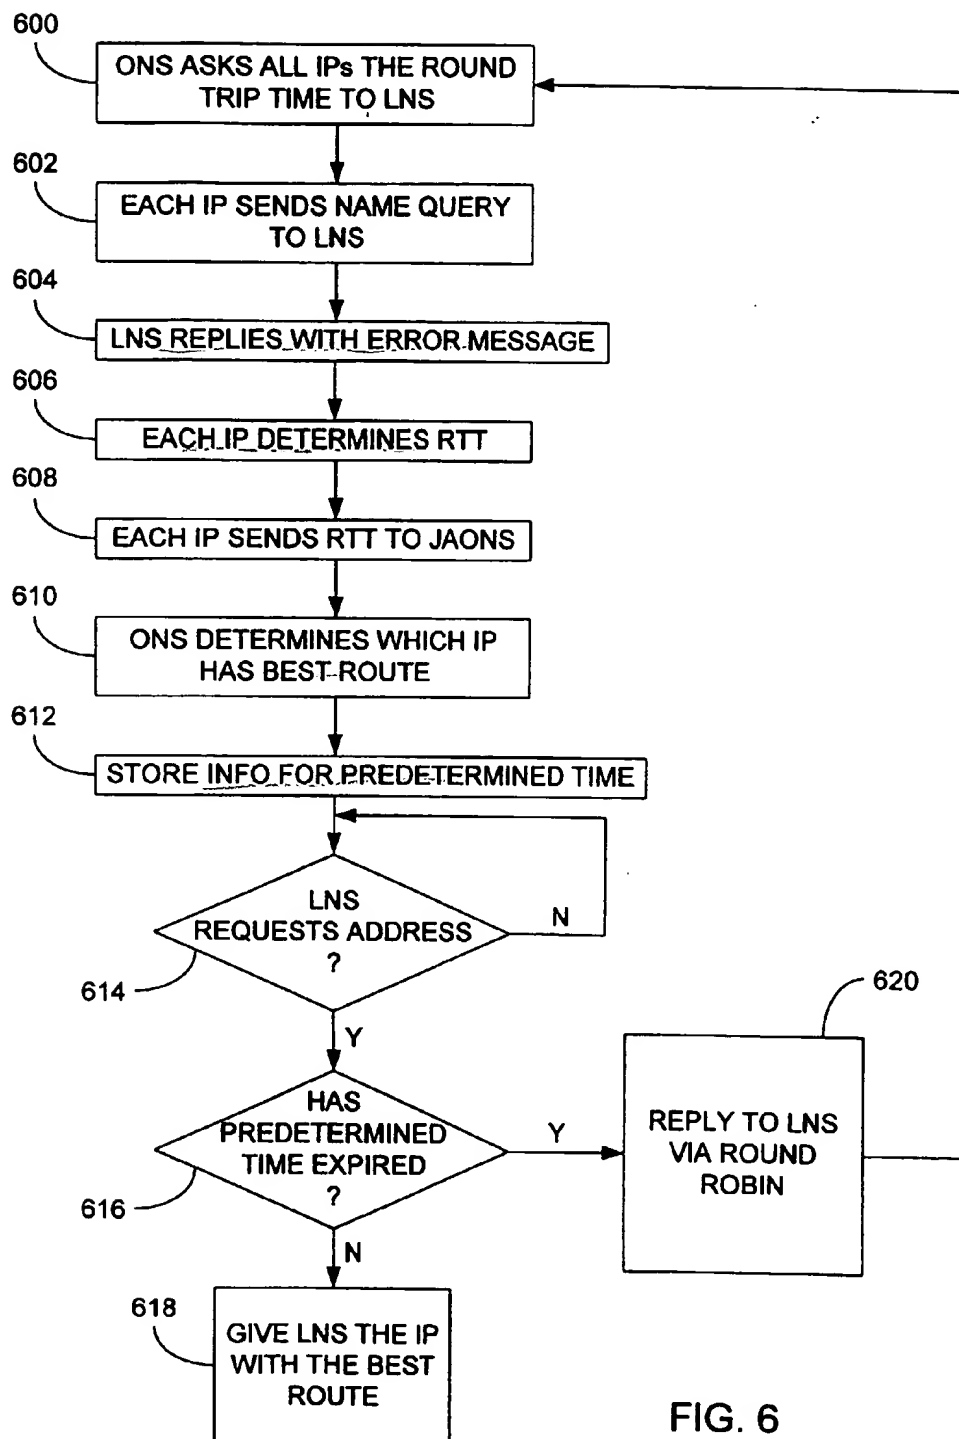 600
ONS ASKS ALL IPs THE ROUND
TRIP TIME TO LNS
602
EACH IP SENDS NAME QUERY
TO LNS
604
LNS REPLIES WITH ERROR MESSAGE
606
EACH IP DETERMINES RTT
608
EACH IP SENDS RTT TO JAONS
610
ONS DETERMINES WHICH IP
HAS BEST ROUTE
612
STORE INFO FOR PREDETERMINED TIME
LNS
REQUESTS ADDRESS
?
N
614
Y
620
HAS
PREDETERMINED
TIME EXPIRED
?
Y
616
N
REPLY TO LNS
VIA ROUND
ROBIN
618
GIVE LNS THE IP
WITH THE BEST
ROUTE
FIG. 6